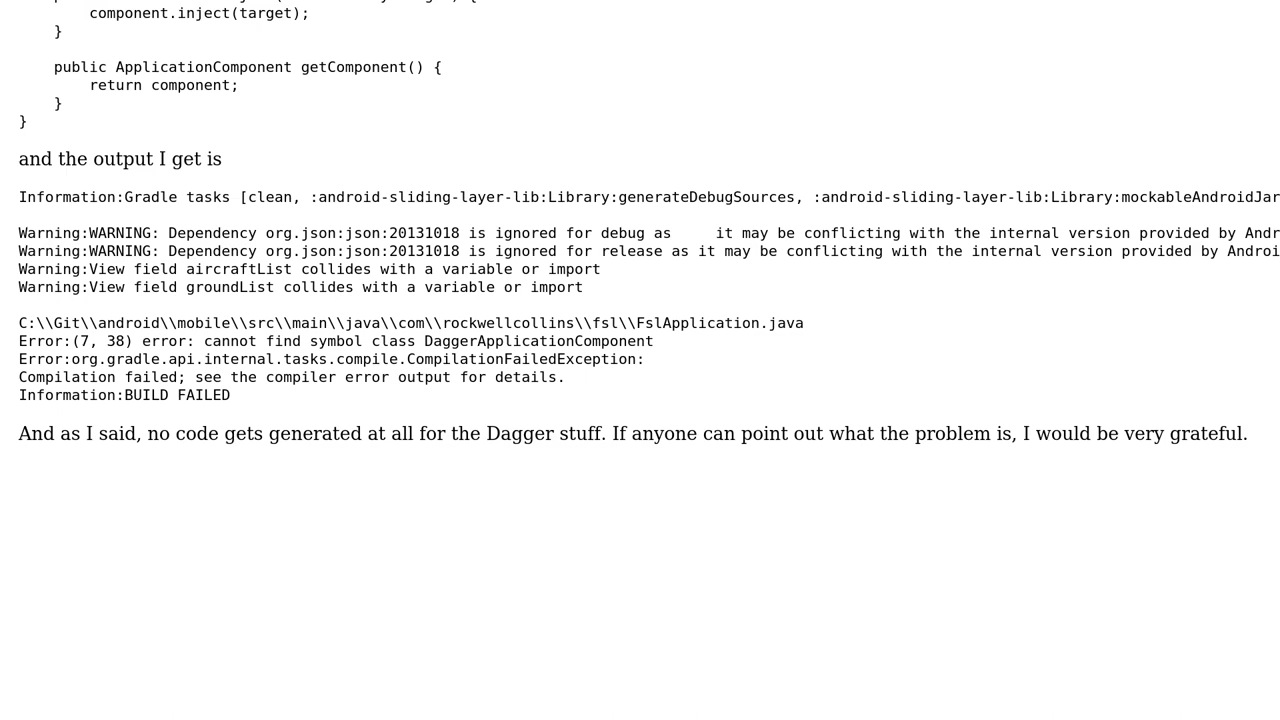 component.inject(target);
}
public ApplicationComponent getComponent() {
return component;
}
}
and the output I get is
Information:Gradle tasks [clean, :android-sliding-layer-lib:Library:generateDebugSources, :android-sliding-layer-lib:Library:mockableAndroidJar
Warning:WARNING: Dependency org.json:json:20131018 is ignored for debug as     it may be conflicting with the internal version provided by Andr
Warning:WARNING: Dependency org.json:json:20131018 is ignored for release as it may be conflicting with the internal version provided by Androi
Warning:View field aircraftList collides with a variable or import
Warning:View field groundList collides with a variable or import
C:\\Git\\android\\mobile\\src\\main\\java\\com\\rockwellcollins\\fsl\\FslApplication.java
Error:(7, 38) error: cannot find symbol class DaggerApplicationComponent
Error:org.gradle.api.internal.tasks.compile.CompilationFailedException:
Compilation failed; see the compiler error output for details.
Information:BUILD FAILED
And as I said, no code gets generated at all for the Dagger stuff. If anyone can point out what the problem is, I would be very grateful.